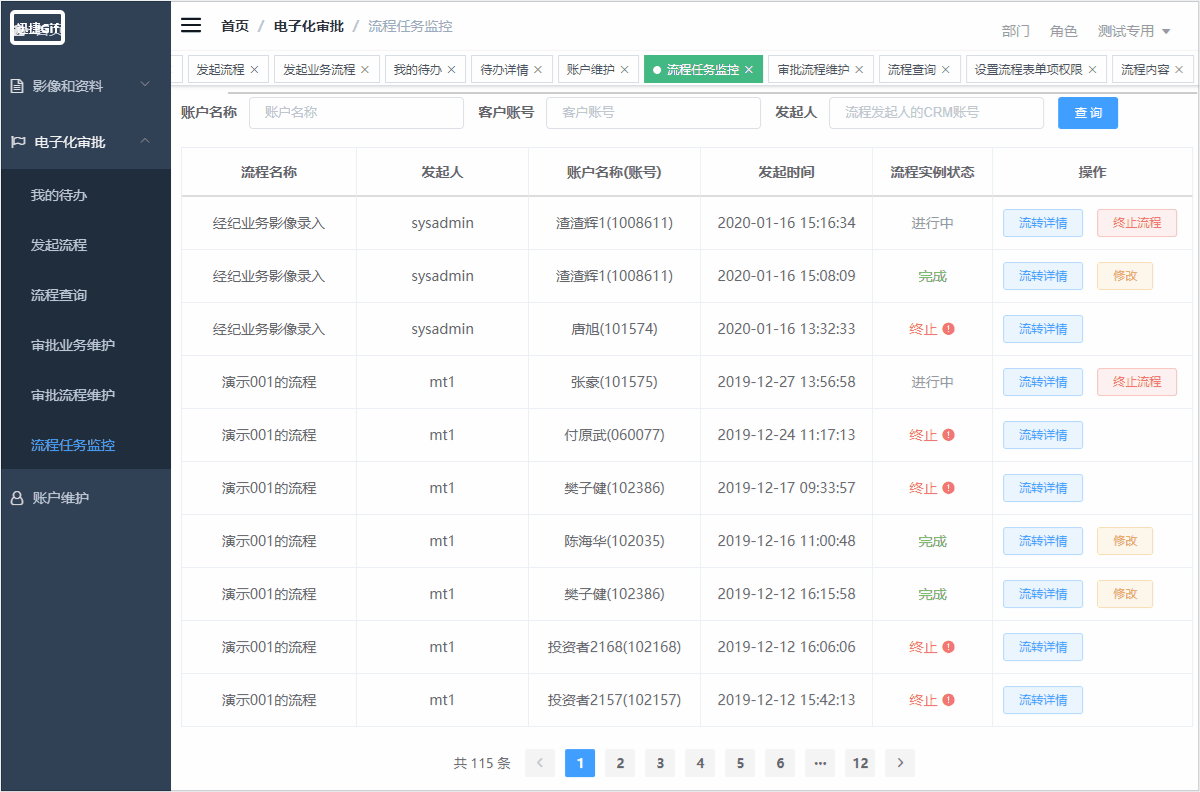 首页 / 电子化审批 / 流程任务监控
部门 角色 测试专用
发起流程 × 发起业务流程 × 我的待办 × 待办详情 × 账户维护 × 流程任务监控 × 审批流程维护 × 流程查询 × 设置流程表单项权限 × 流程内容 ×
影像和资料
电子化审批
我的待办
发起流程
流程查询
审批业务维护
审批流程维护
流程任务监控
账户维护
账户名称 账户名称 客户账号 客户账号 发起人 流程发起人的CRM账号 查询
流程名称 发起人 账户名称(账号) 发起时间 流程实例状态 操作
经纪业务影像录入 sysadmin 渣渣辉1(1008611) 2020-01-16 15:16:34 进行中 流转详情 终止流程
经纪业务影像录入 sysadmin 渣渣辉1(1008611) 2020-01-16 15:08:09 完成 流转详情 修改
经纪业务影像录入 sysadmin 唐旭(101574) 2020-01-16 13:32:33 终止 流转详情
演示001的流程 mt1 张豪(101575) 2019-12-27 13:56:58 进行中 流转详情 终止流程
演示001的流程 mt1 付原武(060077) 2019-12-24 11:17:13 终止 流转详情
演示001的流程 mt1 樊子健(102386) 2019-12-17 09:33:57 终止 流转详情
演示001的流程 mt1 陈海华(102035) 2019-12-16 11:00:48 完成 流转详情 修改
演示001的流程 mt1 樊子健(102386) 2019-12-12 16:15:58 完成 流转详情 修改
演示001的流程 mt1 投资者2168(102168) 2019-12-12 16:06:06 终止 流转详情
演示001的流程 mt1 投资者2157(102157) 2019-12-12 15:42:13 终止 流转详情
共 115 条 < 1 2 3 4 5 6 ··· 12 >